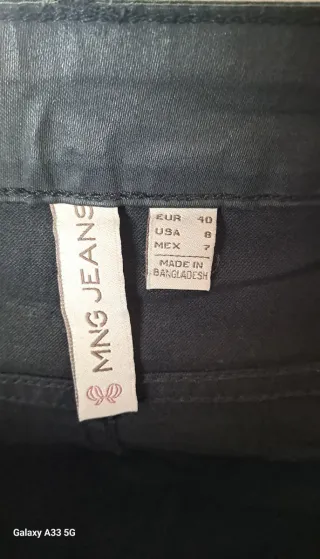 MNG JEANS
EUR 40
USA 8
MEX 7
MADE IN
BANGLADESH
Galaxy A33 5G